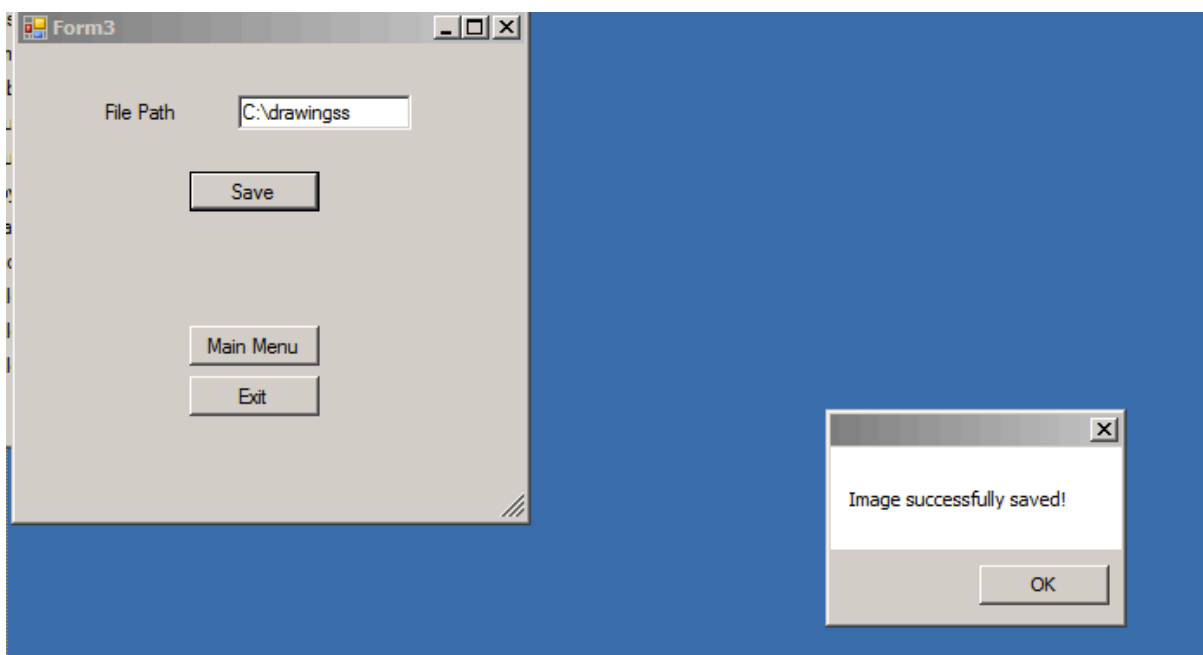 Form3
File Path
C:\drawingss
Save
Main Menu
Exit
Image successfully saved!
OK